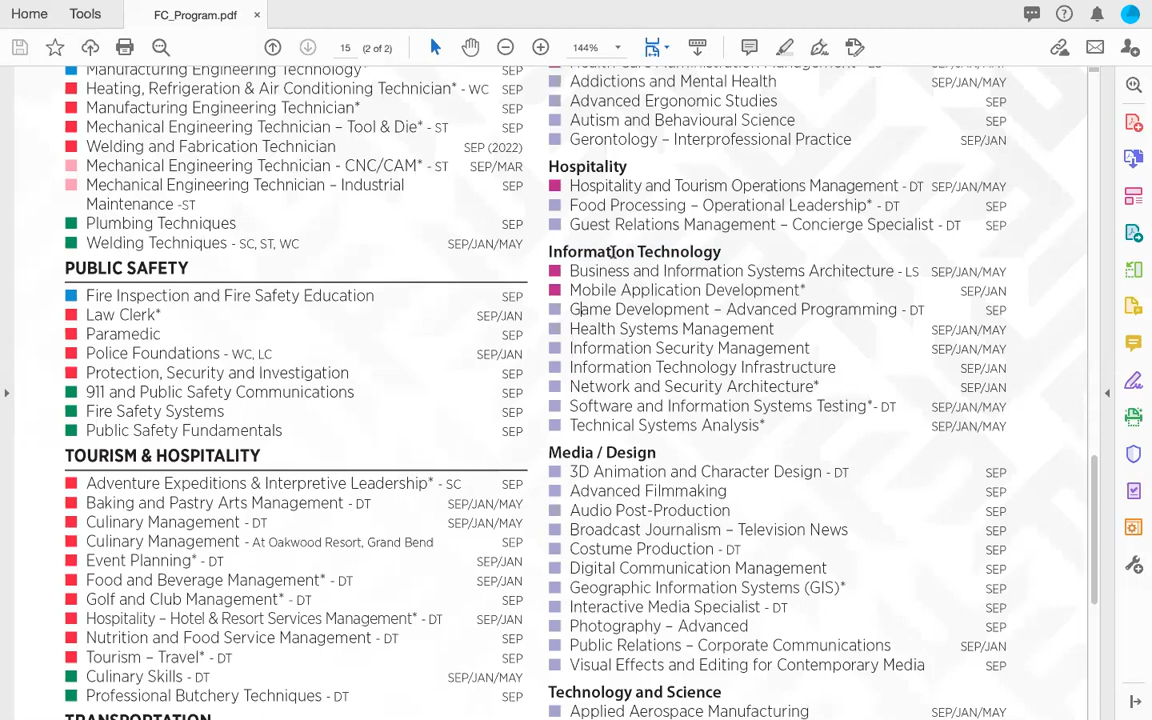 Home Tools FC_Program.pdf ×
15 (2 of 2) 144%
Manufacturing Engineering Technology* SEP
Heating, Refrigeration & Air Conditioning Technician* - WC SEP
Manufacturing Engineering Technician* SEP
Mechanical Engineering Technician – Tool & Die* - ST SEP
Welding and Fabrication Technician SEP (2022)
Mechanical Engineering Technician - CNC/CAM* - ST SEP/MAR
Mechanical Engineering Technician – Industrial SEP
Maintenance -ST
Plumbing Techniques SEP
Welding Techniques - SC, ST, WC SEP/JAN/MAY
PUBLIC SAFETY
Fire Inspection and Fire Safety Education SEP
Law Clerk* SEP/JAN
Paramedic SEP
Police Foundations - WC, LC SEP/JAN
Protection, Security and Investigation SEP
911 and Public Safety Communications SEP
Fire Safety Systems SEP
Public Safety Fundamentals SEP
TOURISM & HOSPITALITY
Adventure Expeditions & Interpretive Leadership* - SC SEP
Baking and Pastry Arts Management - DT SEP/JAN/MAY
Culinary Management - DT SEP/JAN/MAY
Culinary Management - At Oakwood Resort, Grand Bend SEP
Event Planning* - DT SEP/JAN
Food and Beverage Management* - DT SEP/JAN
Golf and Club Management* - DT SEP
Hospitality – Hotel & Resort Services Management* - DT SEP/JAN
Nutrition and Food Service Management - DT SEP
Tourism – Travel* - DT SEP
Culinary Skills - DT SEP/JAN/MAY
Professional Butchery Techniques - DT SEP
TRANSPORTATION
Health Care Administration Management - LS SEP/JAN/MAY
Addictions and Mental Health SEP/JAN/MAY
Advanced Ergonomic Studies SEP
Autism and Behavioural Science SEP
Gerontology – Interprofessional Practice SEP/JAN
Hospitality
Hospitality and Tourism Operations Management - DT SEP/JAN/MAY
Food Processing – Operational Leadership* - DT SEP
Guest Relations Management – Concierge Specialist - DT SEP
Information Technology
Business and Information Systems Architecture - LS SEP/JAN/MAY
Mobile Application Development* SEP/JAN
Game Development – Advanced Programming - DT SEP
Health Systems Management SEP/JAN/MAY
Information Security Management SEP/JAN/MAY
Information Technology Infrastructure SEP/JAN
Network and Security Architecture* SEP/JAN
Software and Information Systems Testing*- DT SEP/JAN/MAY
Technical Systems Analysis* SEP/JAN/MAY
Media / Design
3D Animation and Character Design - DT SEP
Advanced Filmmaking SEP
Audio Post-Production SEP
Broadcast Journalism – Television News SEP
Costume Production - DT SEP
Digital Communication Management SEP
Geographic Information Systems (GIS)* SEP
Interactive Media Specialist - DT SEP
Photography – Advanced SEP
Public Relations – Corporate Communications SEP/JAN
Visual Effects and Editing for Contemporary Media SEP
Technology and Science
Applied Aerospace Manufacturing SEP/JAN/MAY